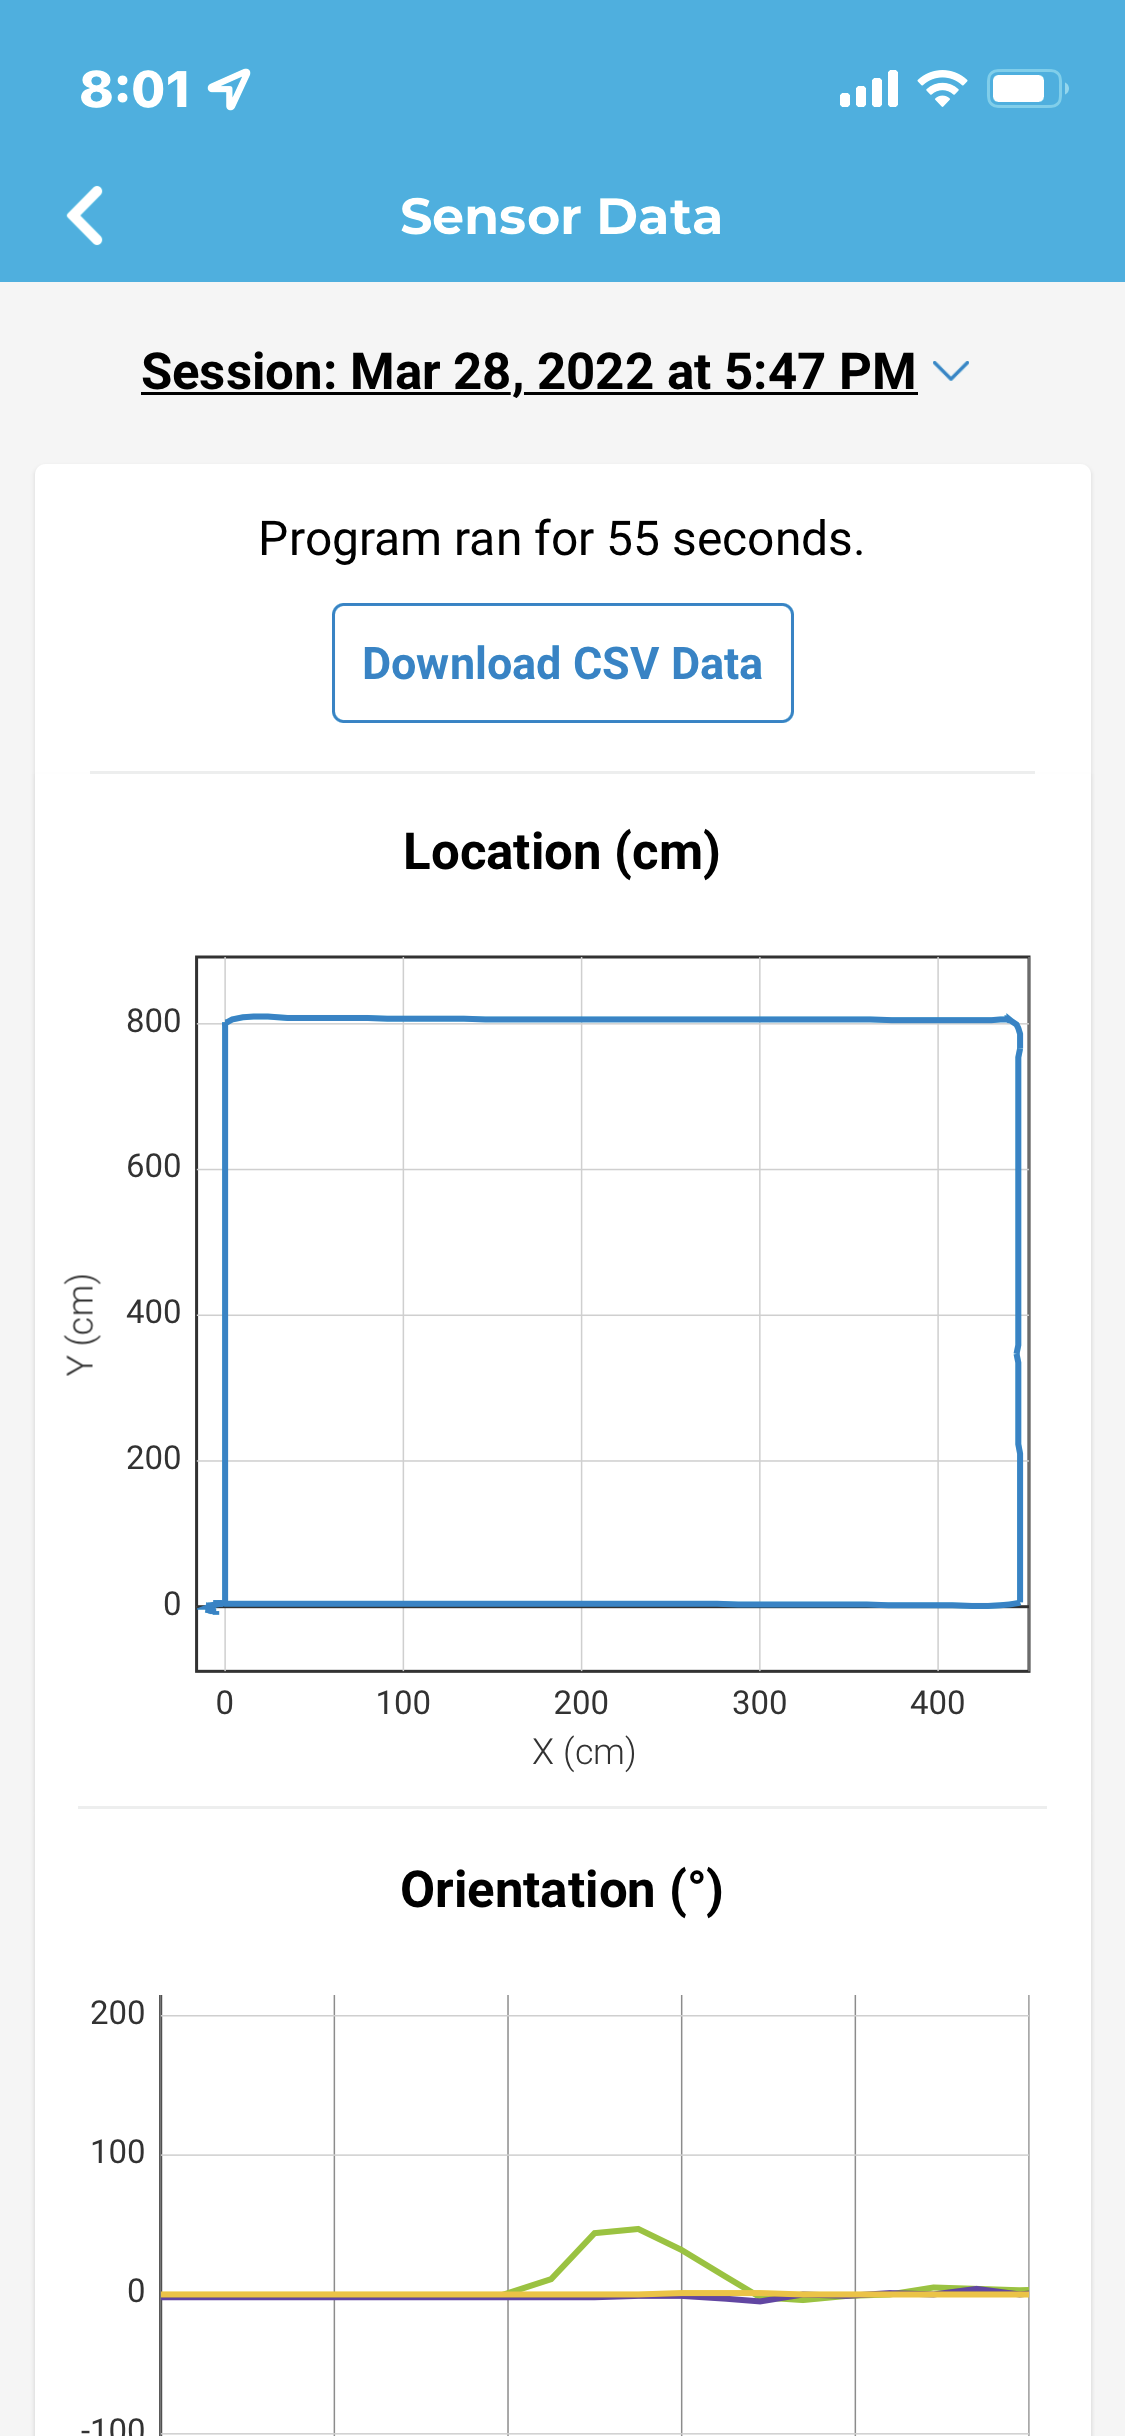 8:01
Sensor Data
Session: Mar 28, 2022 at 5:47 PM
Program ran for 55 seconds.
Download CSV Data
Location (cm)
800
600
400
200
0
Y (cm)
0 100 200 300 400
X (cm)
Orientation (°)
200
100
0
-100